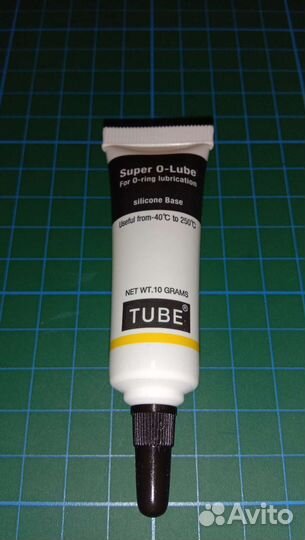 Super O-Lube
For O-ring lubrication
silicone Base
Useful from-40℃ to 250℃
NET WT.10 GRAMS
TUBE®
Avito